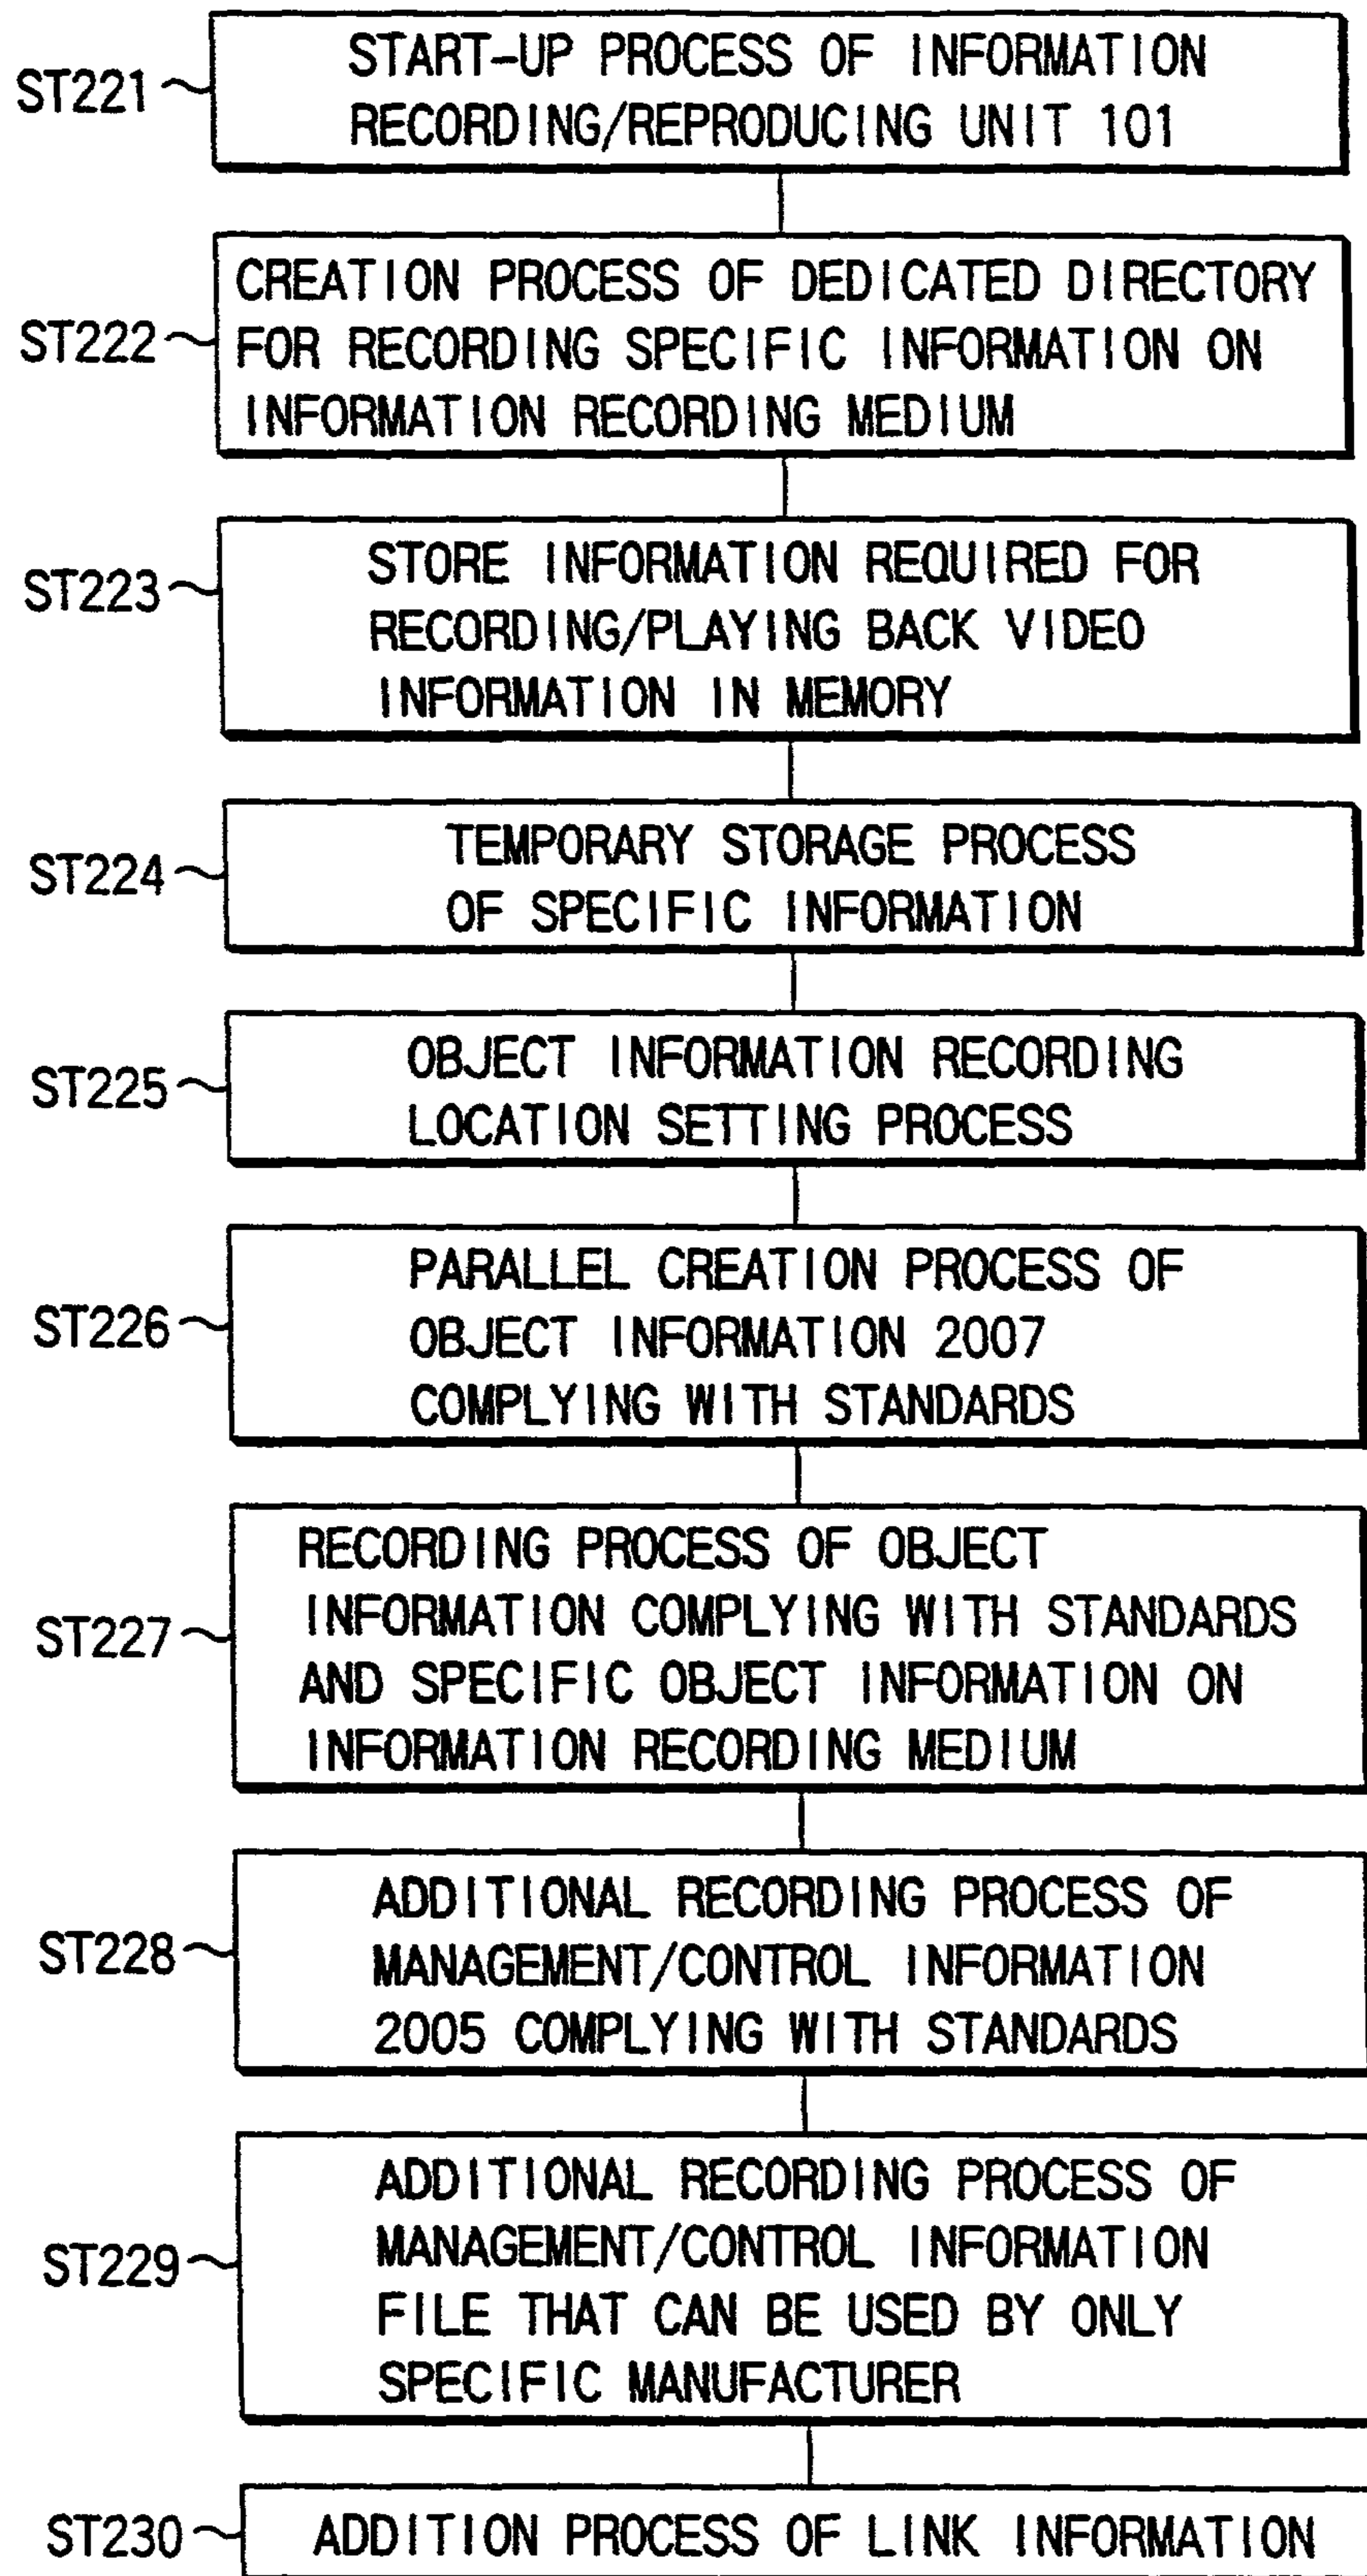 ST221
START-UP PROCESS OF INFORMATION
RECORDING/REPRODUCING UNIT 101
ST222
CREATION PROCESS OF DEDICATED DIRECTORY
FOR RECORDING SPECIFIC INFORMATION ON
INFORMATION RECORDING MEDIUM
ST223
STORE INFORMATION REQUIRED FOR
RECORDING/PLAYING BACK VIDEO
INFORMATION IN MEMORY
ST224
TEMPORARY STORAGE PROCESS
OF SPECIFIC INFORMATION
ST225
OBJECT INFORMATION RECORDING
LOCATION SETTING PROCESS
ST226
PARALLEL CREATION PROCESS OF
OBJECT INFORMATION 2007
COMPLYING WITH STANDARDS
ST227
RECORDING PROCESS OF OBJECT
INFORMATION COMPLYING WITH STANDARDS
AND SPECIFIC OBJECT INFORMATION ON
INFORMATION RECORDING MEDIUM
ST228
ADDITIONAL RECORDING PROCESS OF
MANAGEMENT/CONTROL INFORMATION
2005 COMPLYING WITH STANDARDS
ST229
ADDITIONAL RECORDING PROCESS OF
MANAGEMENT/CONTROL INFORMATION
FILE THAT CAN BE USED BY ONLY
SPECIFIC MANUFACTURER
ST230
ADDITION PROCESS OF LINK INFORMATION